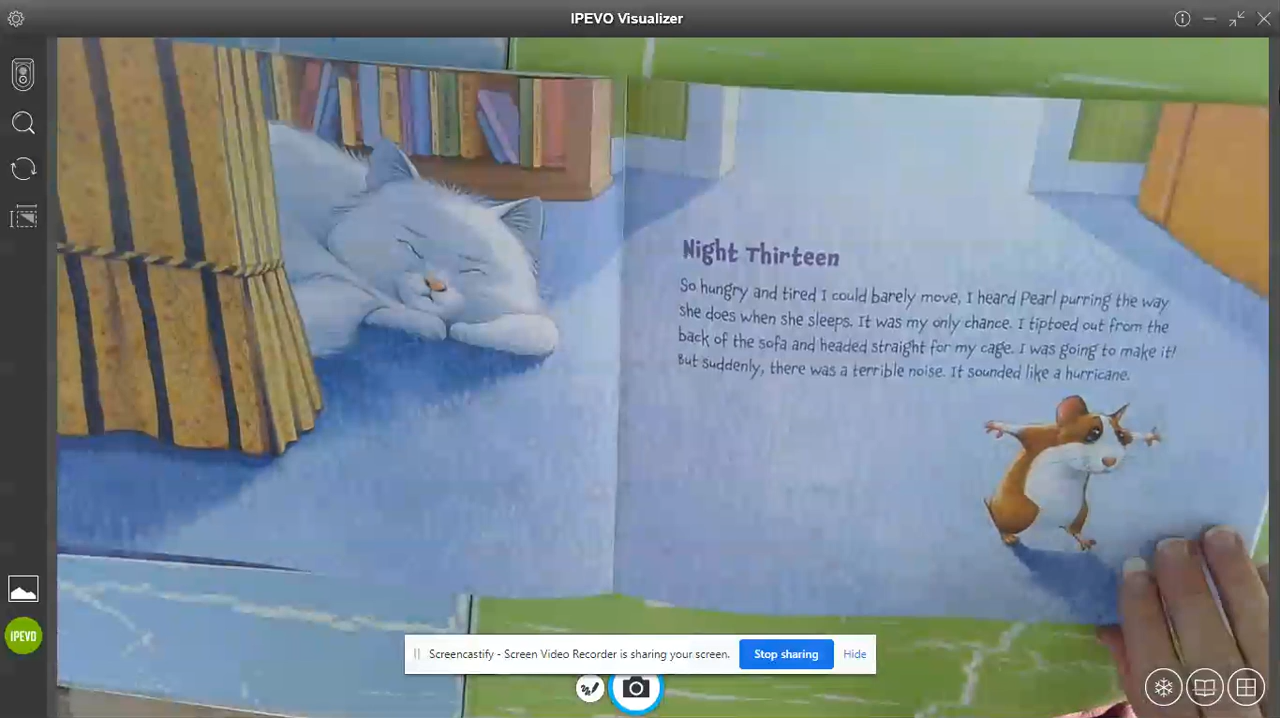 IPEVO Visualizer
Night Thirteen
So hungry and tired I could barely move, I heard Pearl purring the way
she does when she sleeps. It was my only chance. I tiptoed out from the
back of the sofa and headed straight for my cage. I was going to make it!
But suddenly, there was a terrible noise. It sounded like a hurricane.
IPEVO
Screencastify - Screen Video Recorder is sharing your screen. Stop sharing Hide